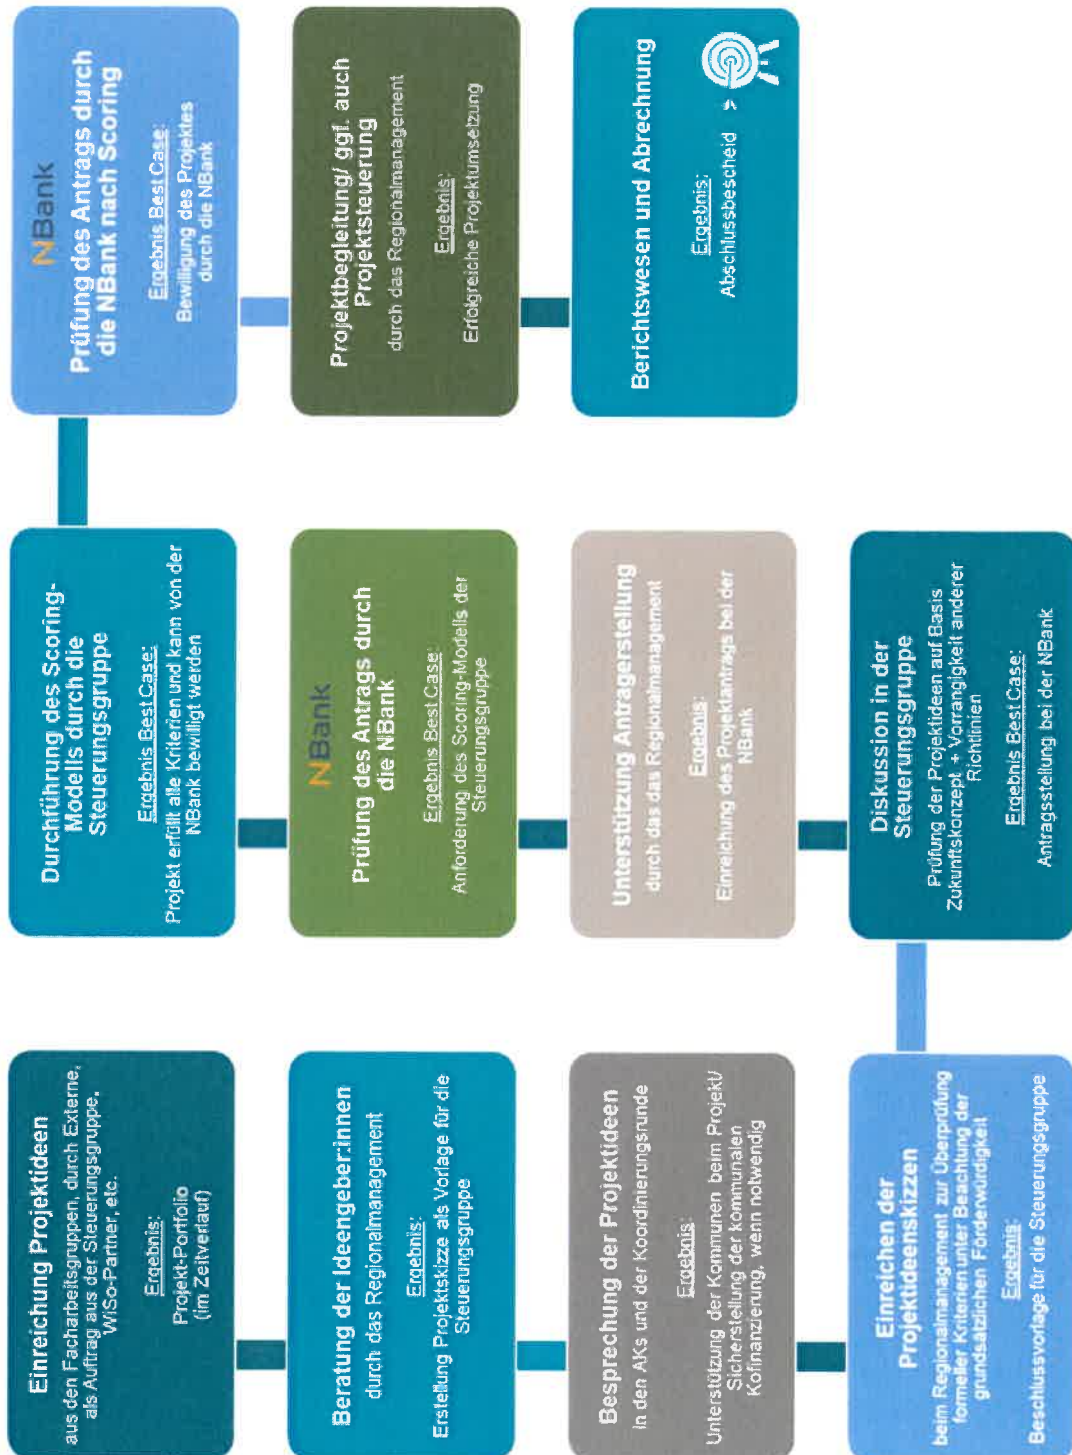 Einreichung Projektideen
aus den Facharbeitsgruppen, durch Externe,
als Auftrag aus der Steuerungsgruppe,
WiSo-Partner, etc.
Ergebnis:
Projekt-Portfolio
(im Zeitverlauf)
Beratung der Ideengeber:innen
durch das Regionalmanagement
Ergebnis:
Erstellung Projektskizze als Vorlage für die
Steuerungsgruppe
Besprechung der Projektideen
In den AKs und der Koordinierungsrunde
Ergebnis:
Unterstützung der Kommunen beim Projekt/
Sicherstellung der kommunalen
Kofinanzierung, wenn notwendig
Einreichen der
Projektideenskizzen
beim Regionalmanagement zur Überprüfung
formeller Kriterien unter Beachtung der
grundsätzlichen Förderwürdigkeit
Ergebnis:
Beschlussvorlage für die Steuerungsgruppe
Diskussion in der
Steuerungsgruppe
Prüfung der Projektideen auf Basis
Zukunftskonzept + Vorrangigkeit anderer
Richtlinien
Ergebnis Best Case:
Antragsstellung bei der NBank
Unterstützung Antragerstellung
durch das das Regionalmanagement
Ergebnis:
Einreichung des Projektantrags bei der
NBank
NBank
Prüfung des Antrags durch
die NBank
Ergebnis Best Case:
Anforderung des Scoring-Modells der
Steuerungsgruppe
Durchführung des Scoring-
Modells durch die
Steuerungsgruppe
Ergebnis Best Case:
Projekt erfüllt alle Kriterien und kann von der
NBank bewilligt werden
NBank
Prüfung des Antrags durch
die NBank nach Scoring
Ergebnis Best Case:
Bewilligung des Projektes
durch die NBank
Projektbegleitung/ ggf. auch
Projektsteuerung
durch das Regionalmanagement
Ergebnis:
Erfolgreiche Projektumsetzung
Berichtswesen und Abrechnung
Ergebnis:
Abschlussbescheid >